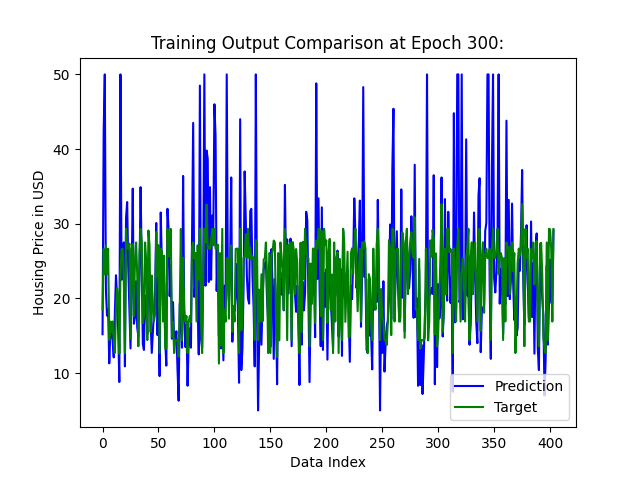 Training Output Comparison at Epoch 300:
50
40
30
20
10
Housing Price in USD
0 50 100 150 200 250 300 350 400
Data Index
Prediction
Target